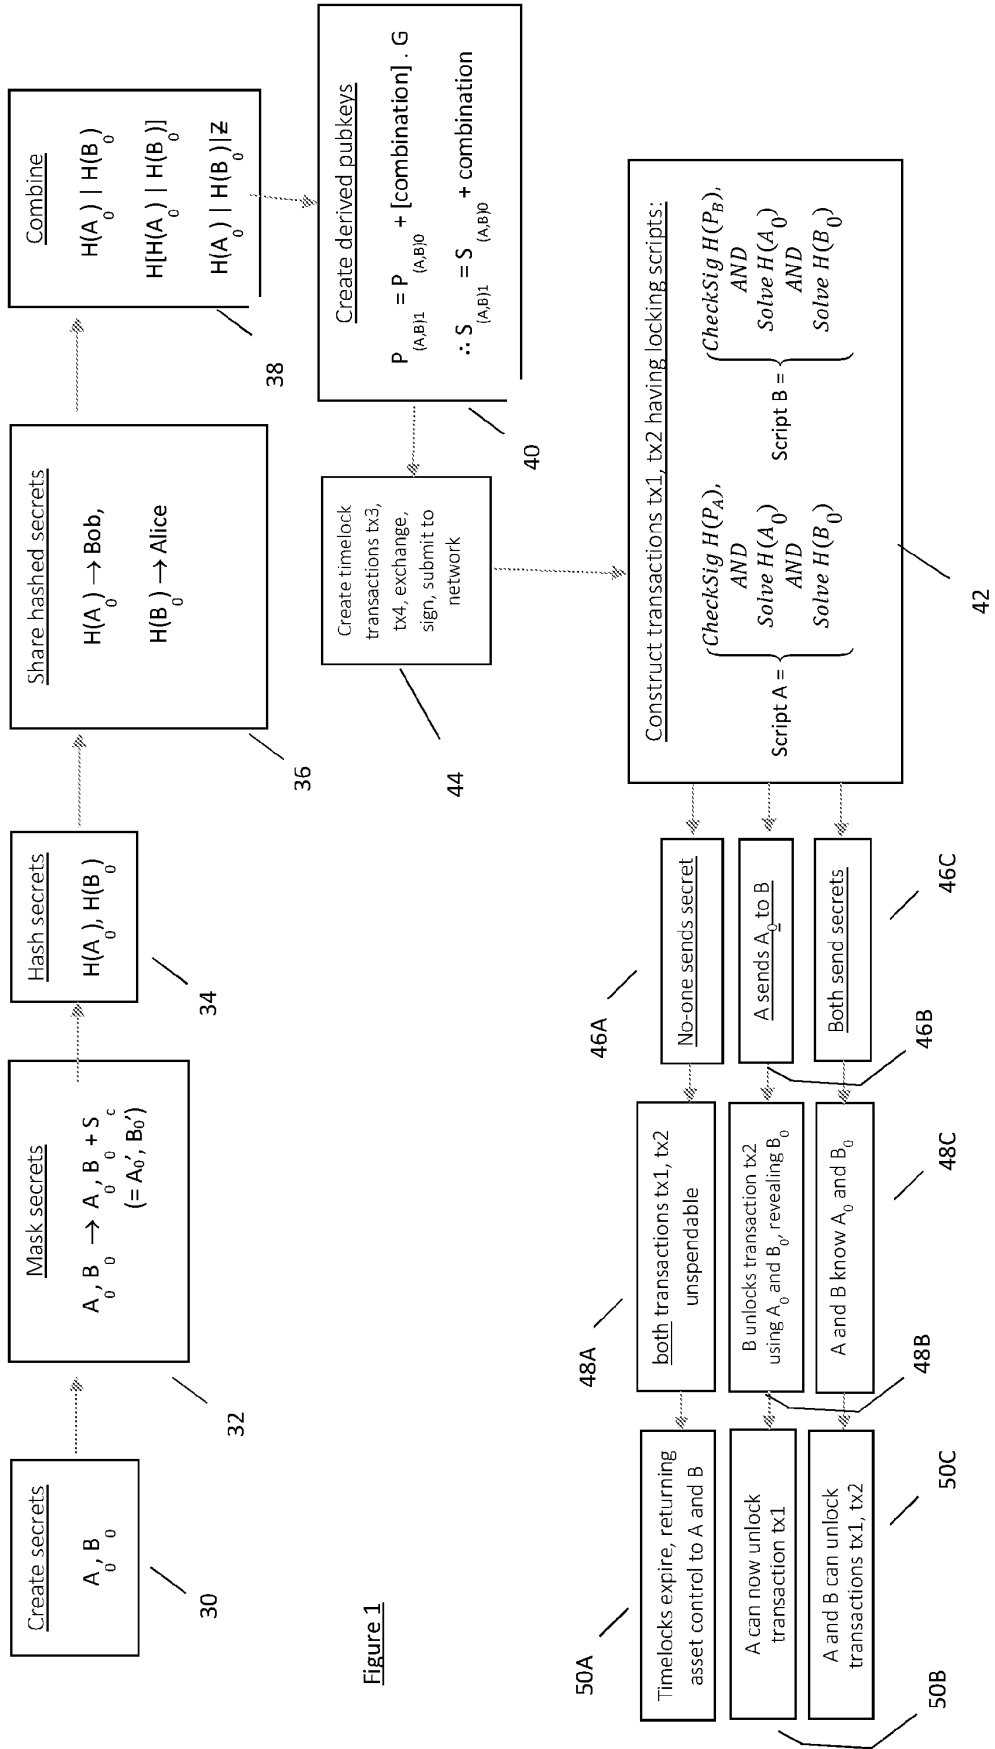 Create secrets
A₀, B₀
30
Mask secrets
A₀, B₀ → A₀, B₀ + S_c
(= A₀', B₀')
32
Hash secrets
H(A₀), H(B₀)
34
Share hashed secrets
H(A₀) → Bob,
H(B₀) → Alice
36
Combine
H(A₀) | H(B₀)
H[H(A₀) | H(B₀)]
H(A₀) | H(B₀)|z
38
Create derived pubkeys
P₍A,B₎₁ = P₍A,B₎₀ + [combination] . G
∴ S₍A,B₎₁ = S₍A,B₎₀ + combination
40
Create timelock
transactions tx3,
tx4, exchange,
sign, submit to
network
44
Construct transactions tx1, tx2 having locking scripts:
Script A =
CheckSig H(P_A),
AND
Solve H(A₀)
AND
Solve H(B₀)
Script B =
CheckSig H(P_B),
AND
Solve H(A₀)
AND
Solve H(B₀)
42
No-one sends secret
46A
A sends A₀ to B
46B
Both send secrets
46C
both transactions tx1, tx2
unspendable
48A
B unlocks transaction tx2
using A₀ and B₀, revealing B₀
48B
A and B know A₀ and B₀
48C
Timelocks expire, returning
asset control to A and B
50A
A can now unlock
transaction tx1
50B
A and B can unlock
transactions tx1, tx2
50C
Figure 1